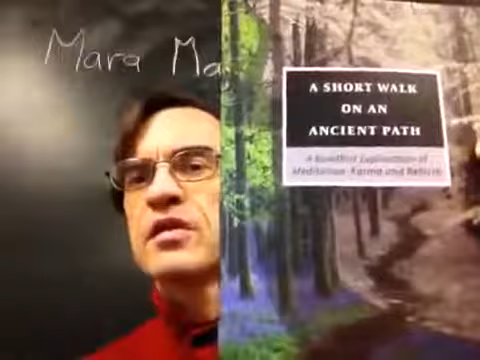 Mara Ma
A SHORT WALK
ON AN
ANCIENT PATH
A Buddhist Exploration of
Meditation, Karma and Rebirth